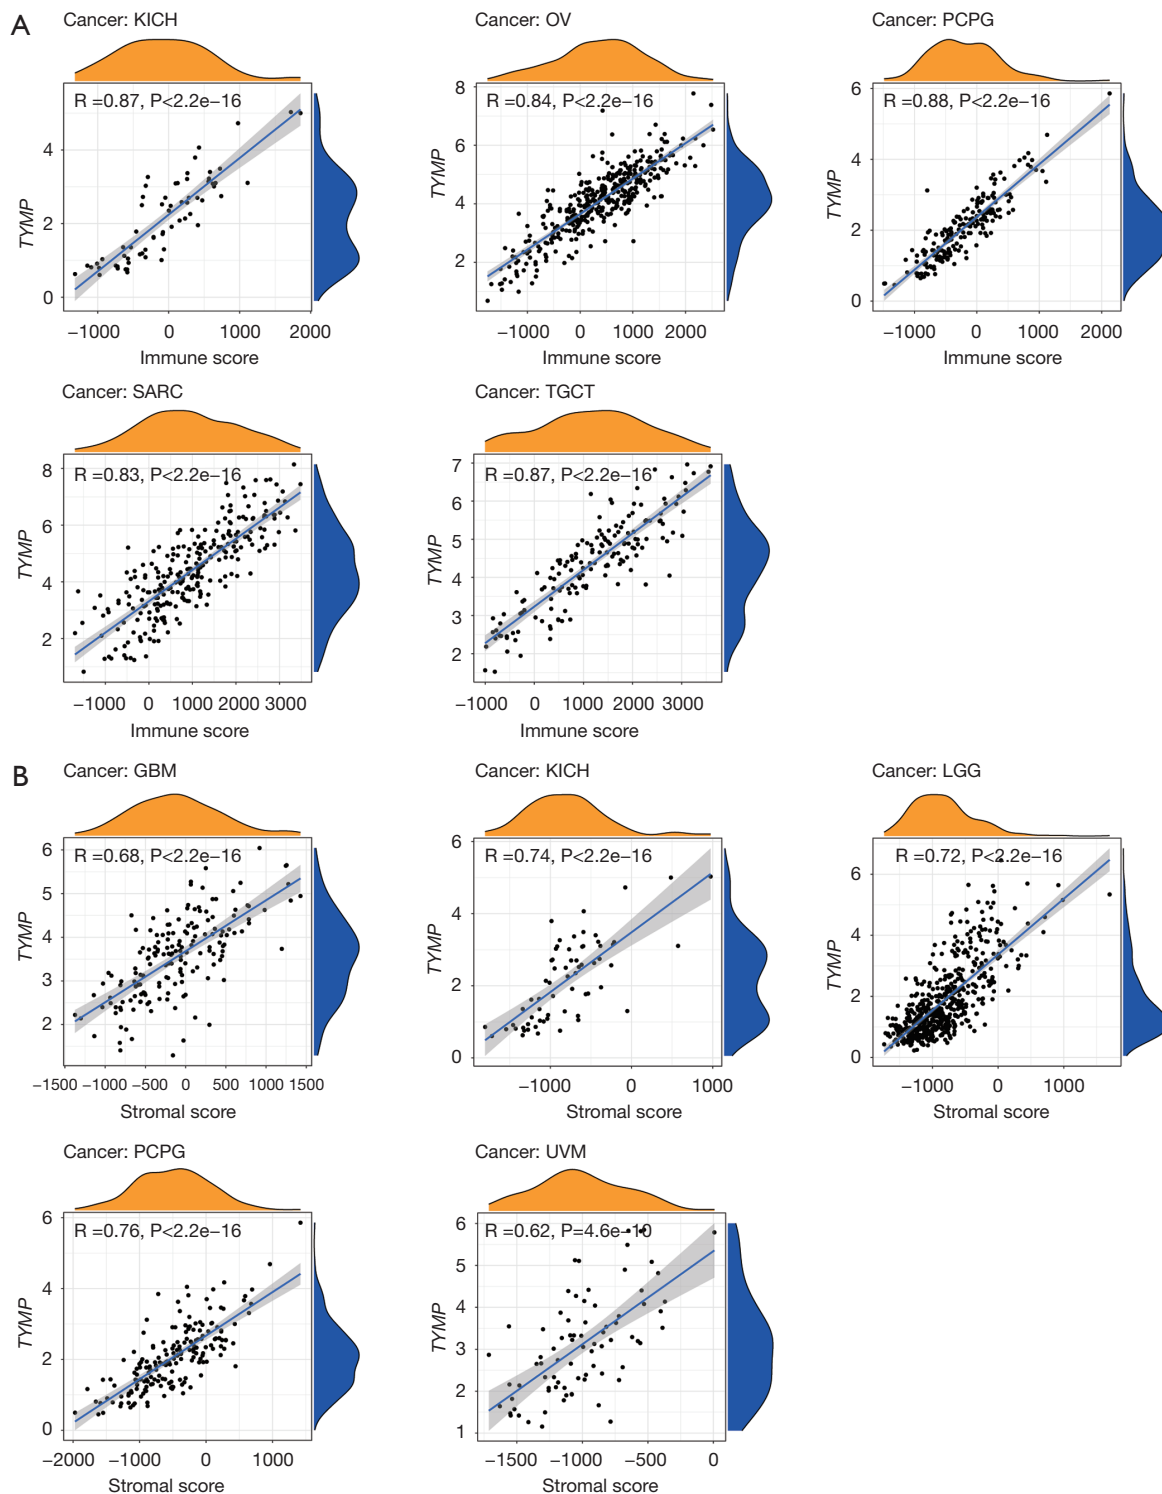 A
Cancer: KICH
R =0.87, P<2.2e−16
TYMP
4
2
0
−1000 0 1000 2000
Immune score
Cancer: OV
R =0.84, P<2.2e−16
TYMP
8
6
4
2
−1000 0 1000 2000
Immune score
Cancer: PCPG
R =0.88, P<2.2e−16
TYMP
6
4
2
0
−1000 0 1000 2000
Immune score
Cancer: SARC
R =0.83, P<2.2e−16
TYMP
8
6
4
2
−1000 0 1000 2000 3000
Immune score
Cancer: TGCT
R =0.87, P<2.2e−16
TYMP
7
6
5
4
3
2
−1000 0 1000 2000 3000
Immune score
B
Cancer: GBM
R =0.68, P<2.2e−16
TYMP
6
5
4
3
2
−1500 −1000 −500 0 500 1000 1500
Stromal score
Cancer: KICH
R =0.74, P<2.2e−16
TYMP
6
4
2
0
−1000 0 1000
Stromal score
Cancer: LGG
R =0.72, P<2.2e−16
TYMP
6
4
2
0
−1000 0 1000
Stromal score
Cancer: PCPG
R =0.76, P<2.2e−16
TYMP
6
4
2
0
−2000 −1000 0 1000
Stromal score
Cancer: UVM
R =0.62, P=4.6e−10
TYMP
6
5
4
3
2
1
−1500 −1000 −500 0
Stromal score